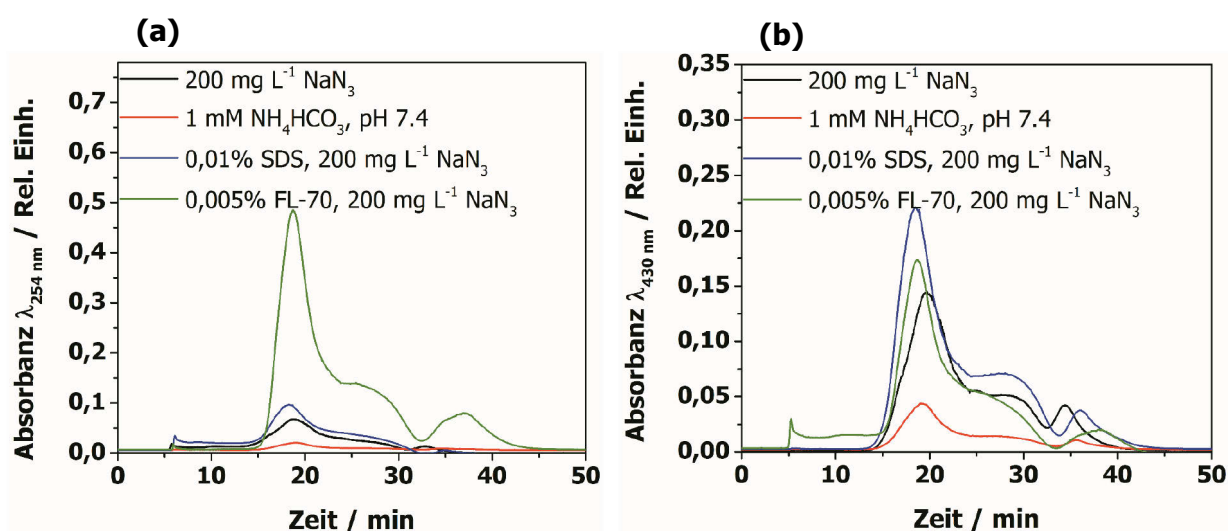 (a)
Absorbanz λ254 nm / Rel. Einh.
0,7
0,6
0,5
0,4
0,3
0,2
0,1
0,0
200 mg L⁻¹ NaN₃
1 mM NH₄HCO₃, pH 7.4
0,01% SDS, 200 mg L⁻¹ NaN₃
0,005% FL-70, 200 mg L⁻¹ NaN₃
0 10 20 30 40 50
Zeit / min
(b)
Absorbanz λ430 nm / Rel. Einh.
0,35
0,30
0,25
0,20
0,15
0,10
0,05
0,00
200 mg L⁻¹ NaN₃
1 mM NH₄HCO₃, pH 7.4
0,01% SDS, 200 mg L⁻¹ NaN₃
0,005% FL-70, 200 mg L⁻¹ NaN₃
0 10 20 30 40 50
Zeit / min